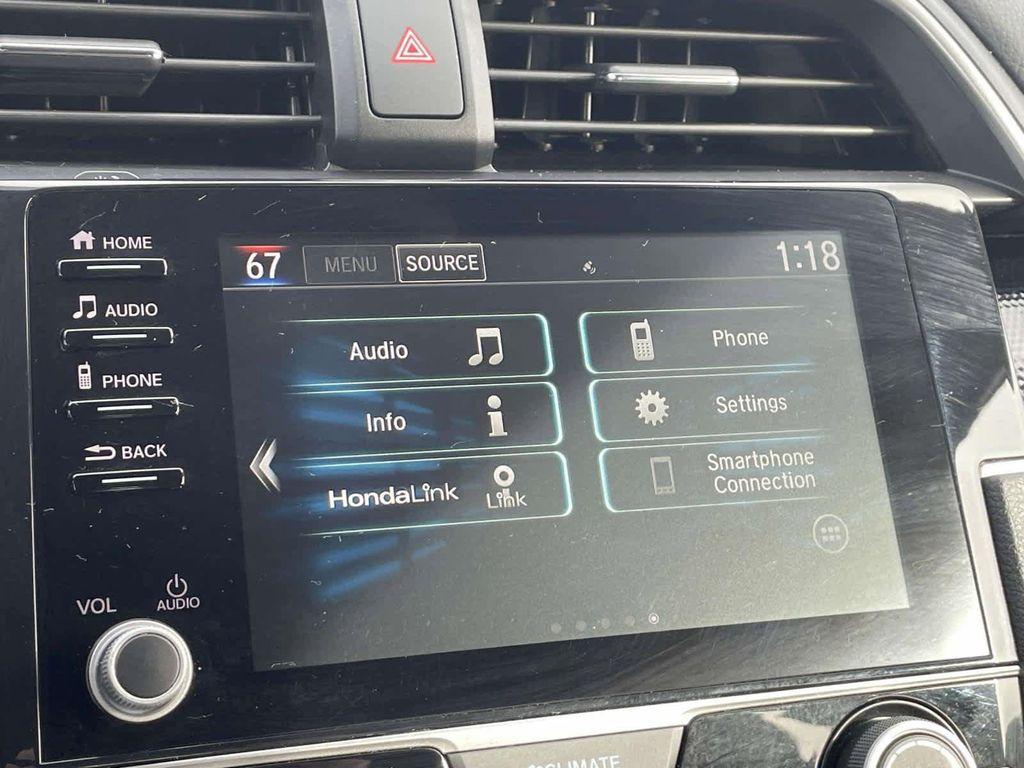 HOME
AUDIO
PHONE
BACK
VOL
AUDIO
67 MENU SOURCE 1:18
Audio
Phone
Info
Settings
HondaLink
Link
Smartphone
Connection
CLIMATE